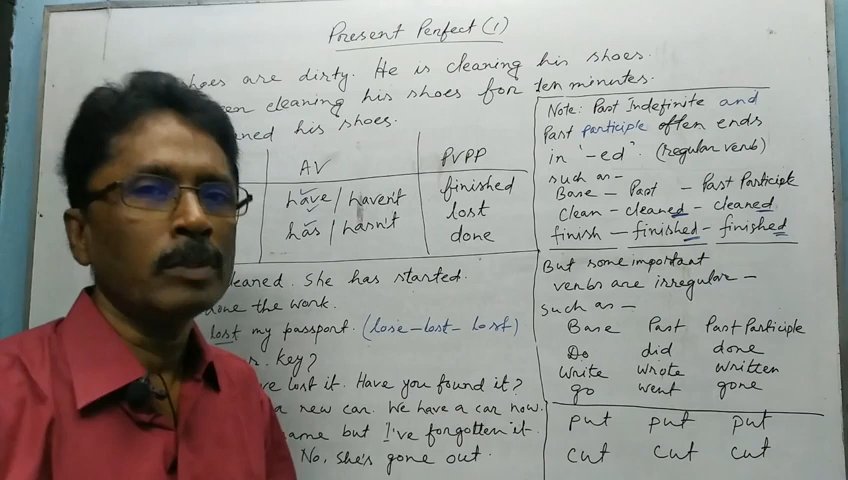 Present Perfect (1)
shoes are dirty. He is cleaning his shoes.
een cleaning his shoes for ten minutes.
aned his shoes.
AV
PVPP
have / haven't
finished
lost
has / hasn't
done
cleaned. She has started.
done the work.
lost my passport. (lose-lost-lost)
key?
ve lost it. Have you found it?
a new car. We have a car now.
ame but I've forgotten it.
No, she's gone out.
Note: Past Indefinite and
Past participle often ends
in "-ed". (regular verb)
such as-
Base - Past - Past Participle
Clean - cleaned - cleaned
finish - finished - finished
But some important
verbs are irregular -
such as -
Base Past Past Participle
Do did done
Write wrote written
go went gone
put put put
cut cut cut